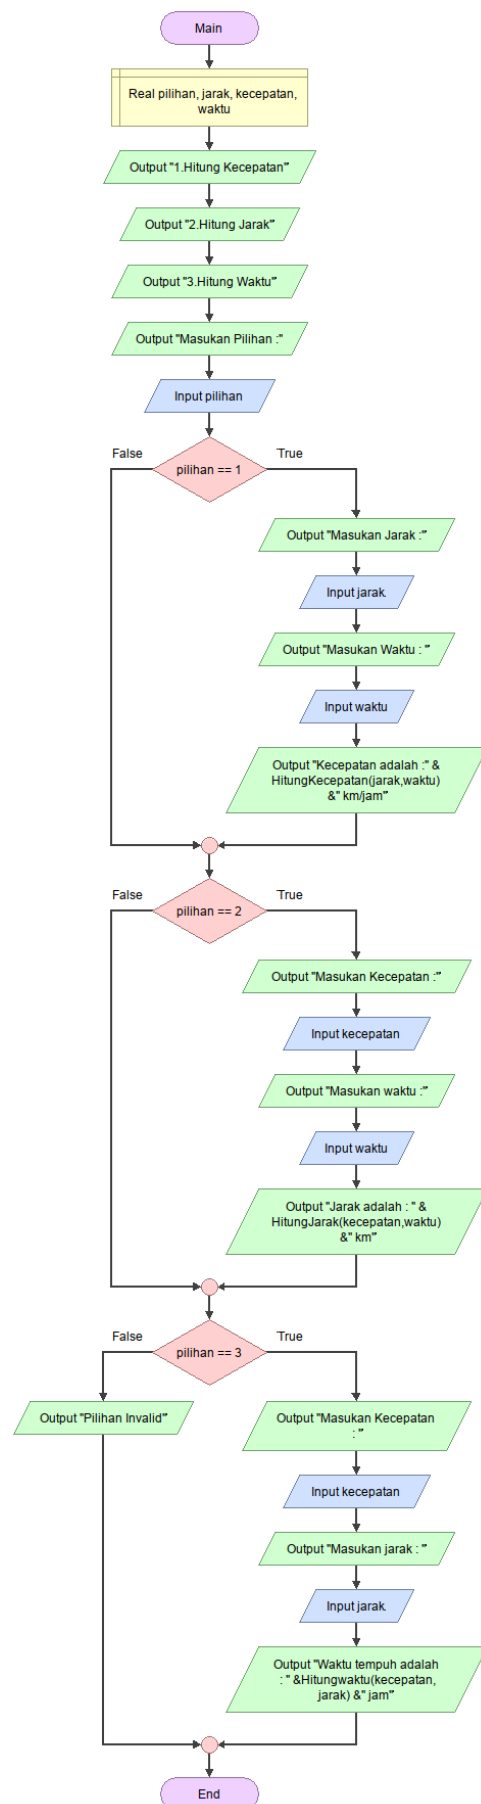 Main
Real pilihan, jarak, kecepatan,
waktu
Output "1.Hitung Kecepatan"
Output "2.Hitung Jarak"
Output "3.Hitung Waktu"
Output "Masukan Pilihan :"
Input pilihan
False
True
pilihan == 1
Output "Masukan Jarak :"
Input jarak
Output "Masukan Waktu : "
Input waktu
Output "Kecepatan adalah :" &
HitungKecepatan(jarak,waktu)
&" km/jam"
False
True
pilihan == 2
Output "Masukan Kecepatan :"
Input kecepatan
Output "Masukan waktu :"
Input waktu
Output "Jarak adalah : " &
HitungJarak(kecepatan,waktu)
&" km"
False
True
pilihan == 3
Output "Pilihan Invalid"
Output "Masukan Kecepatan
: "
Input kecepatan
Output "Masukan jarak : "
Input jarak
Output "Waktu tempuh adalah
: " &Hitungwaktu(kecepatan,
jarak) &" jam"
End